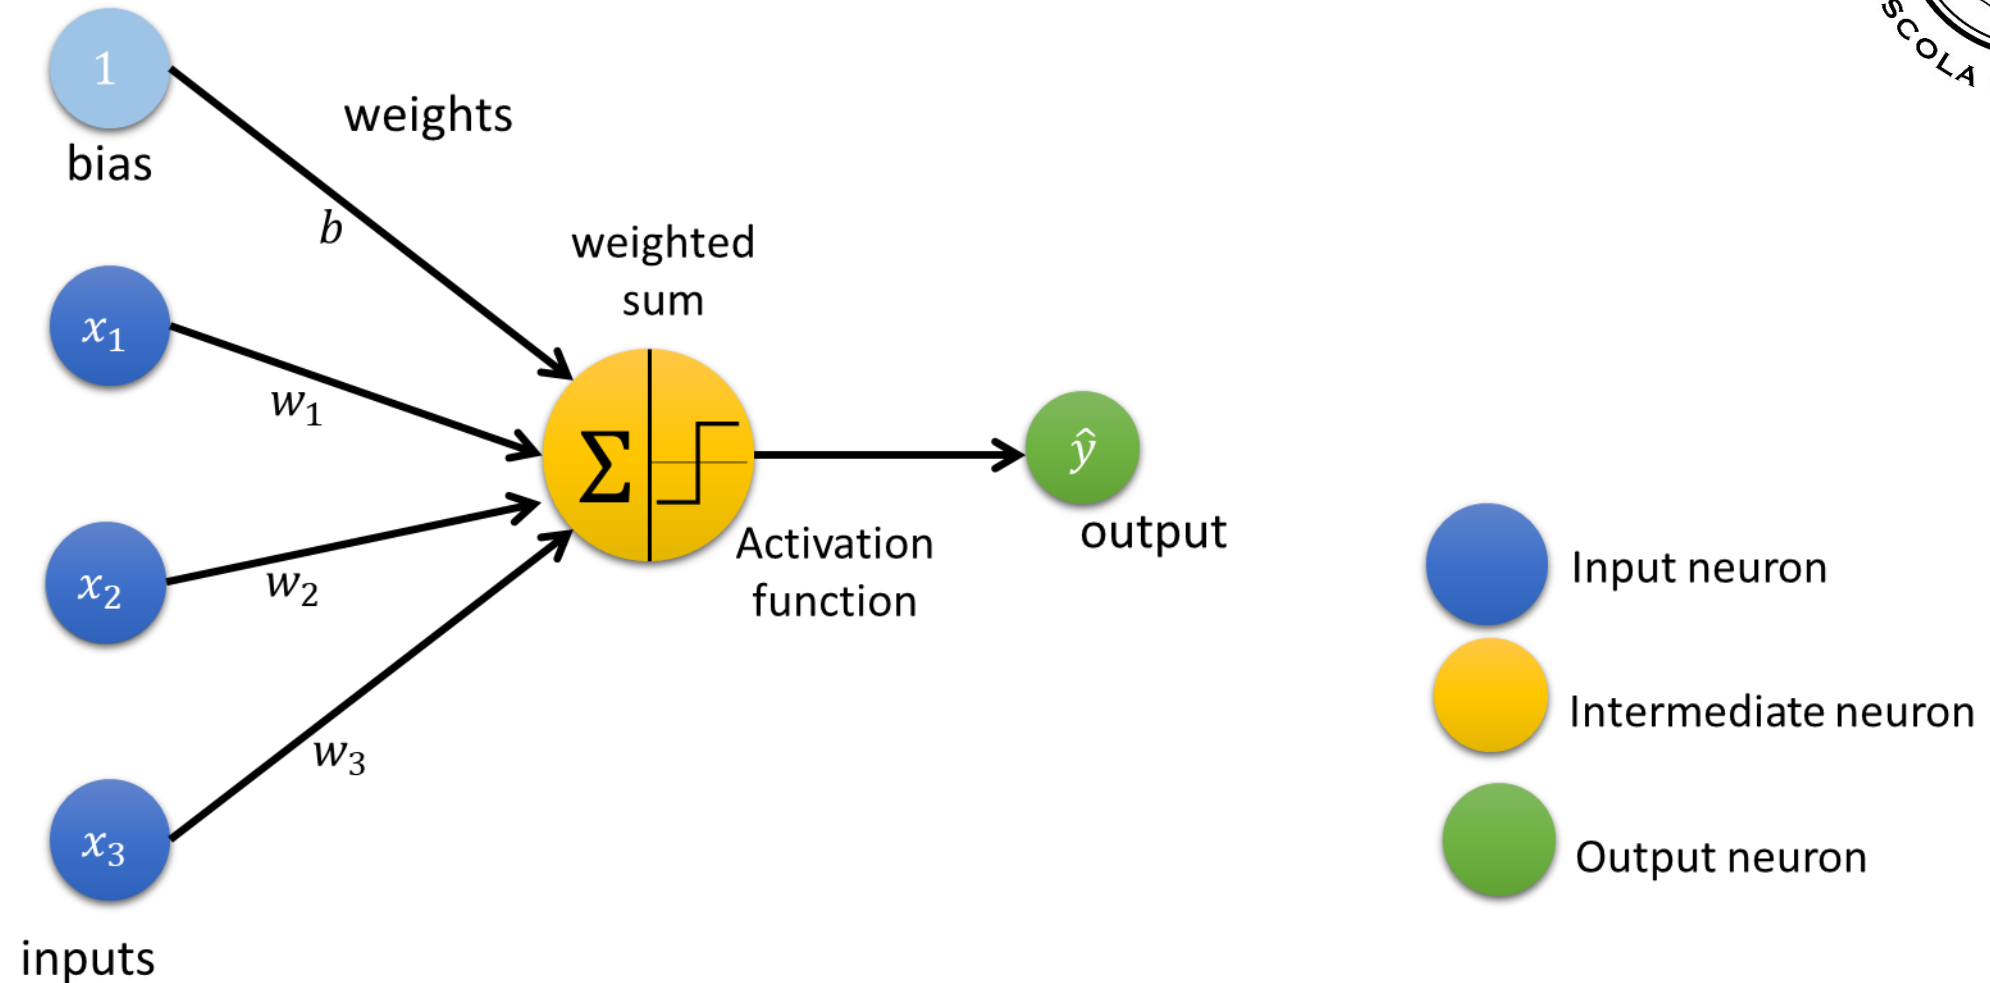 1
bias
weights
b
weighted
sum
x₁
w₁
x₂
w₂
x₃
w₃
inputs
Σ
Activation
function
ŷ
output
Input neuron
Intermediate neuron
Output neuron
SCOLA